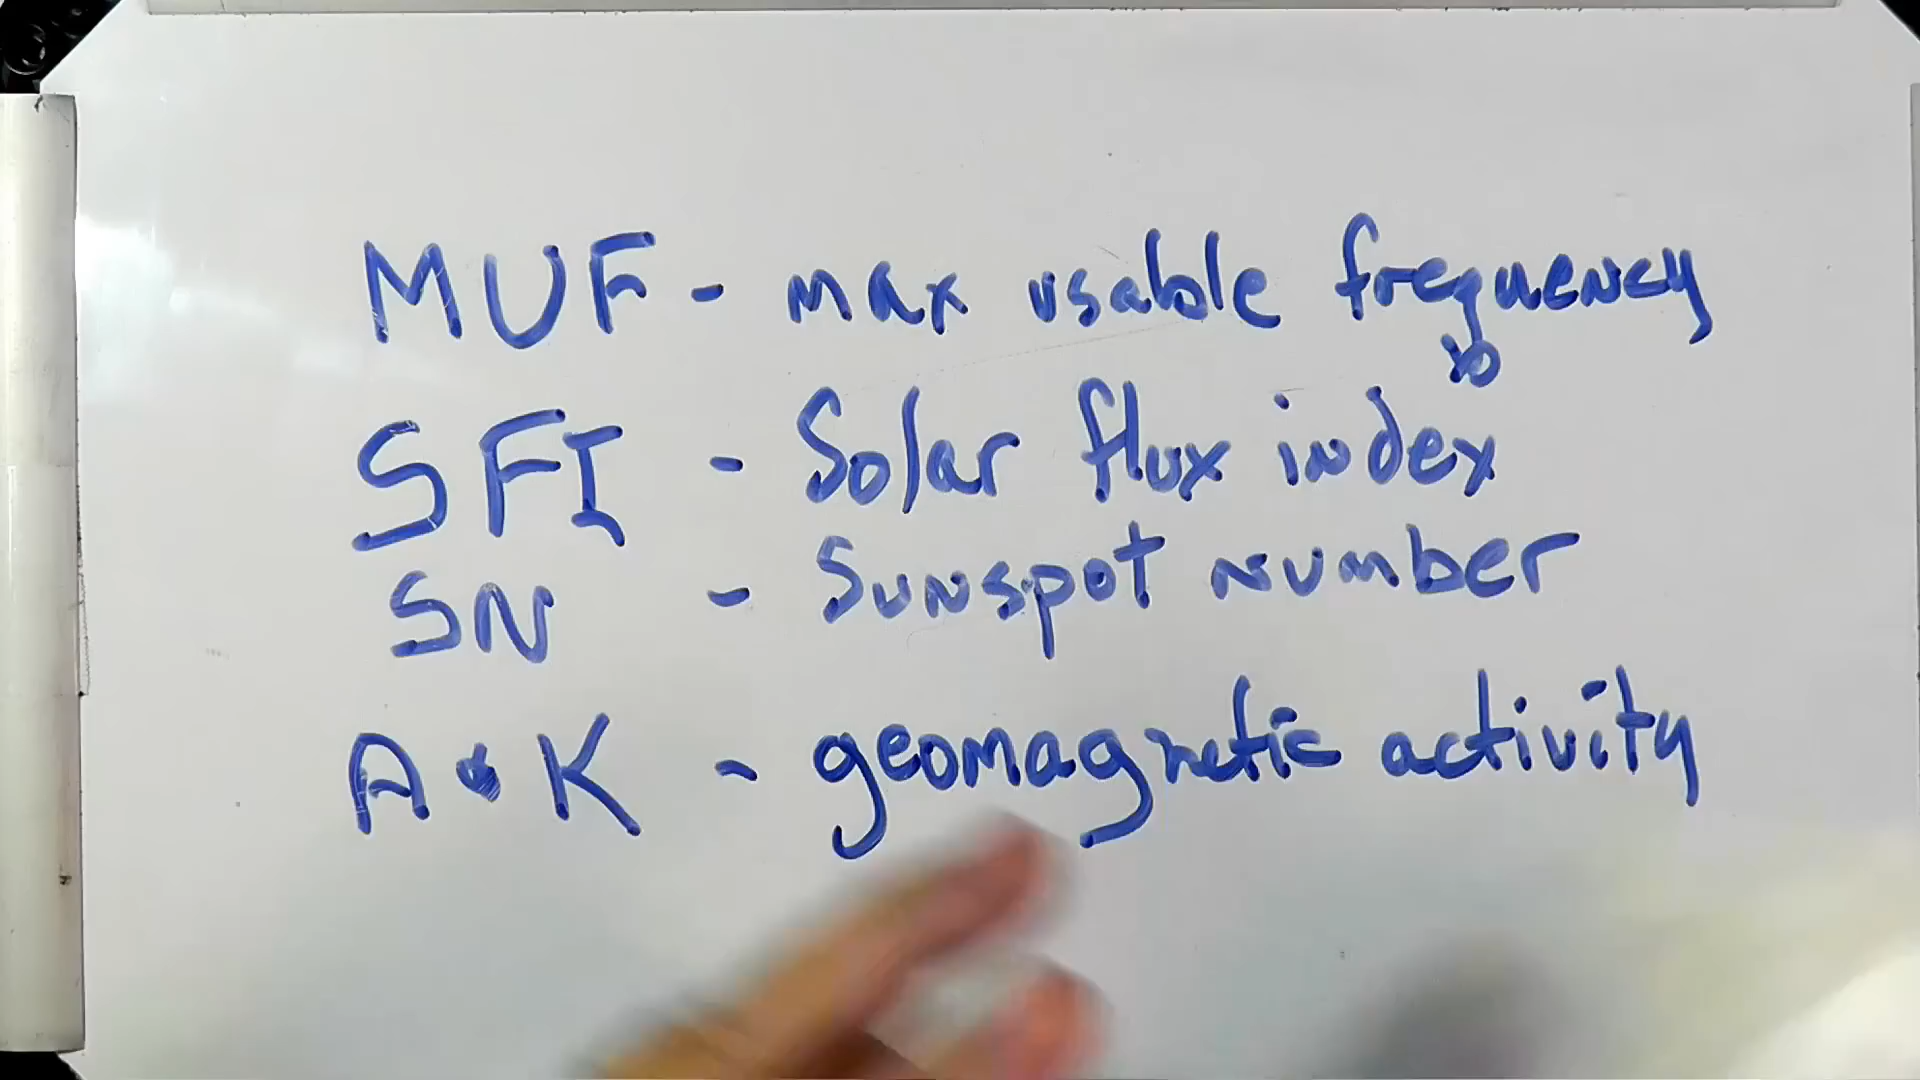 MUF - max usable frequency
SFI - Solar flux index
SN - Sunspot number
A & K - geomagnetic activity